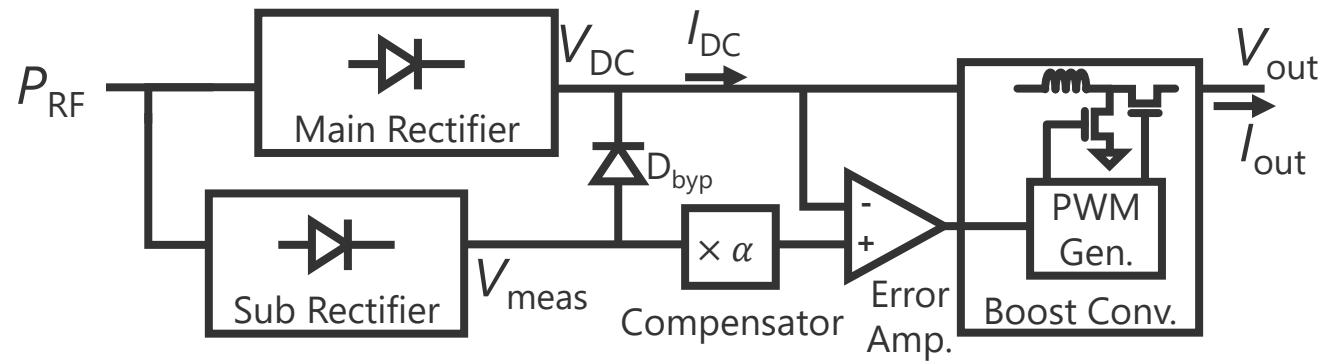 P_RF
Main Rectifier
V_DC
I_DC
D_byp
Sub Rectifier
V_meas
× α
Compensator
-
+
Error
Amp.
PWM
Gen.
Boost Conv.
V_out
I_out